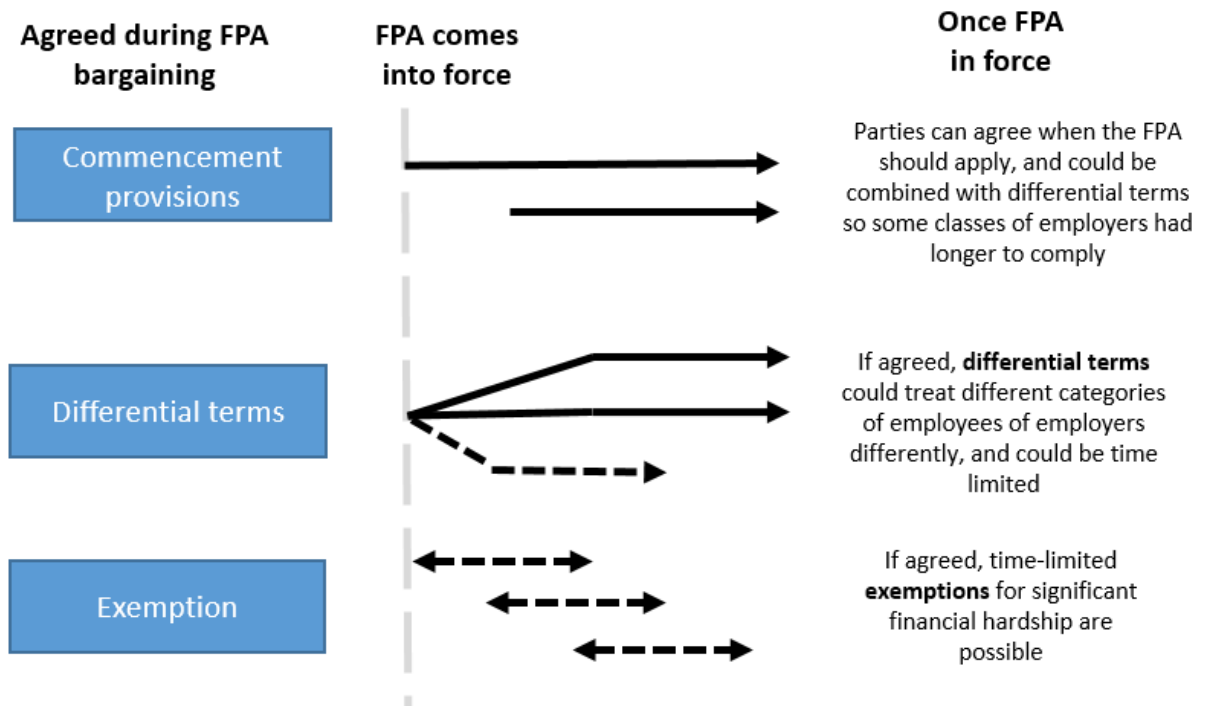 Agreed during FPA
bargaining
FPA comes
into force
Once FPA
in force
Commencement
provisions
Parties can agree when the FPA
should apply, and could be
combined with differential terms
so some classes of employers had
longer to comply
Differential terms
If agreed, differential terms
could treat different categories
of employees of employers
differently, and could be time
limited
Exemption
If agreed, time-limited
exemptions for significant
financial hardship are
possible